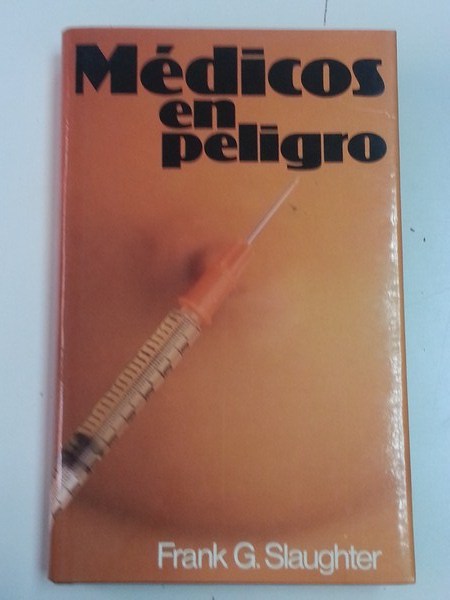 Médicos
en
peligro
Frank G. Slaughter